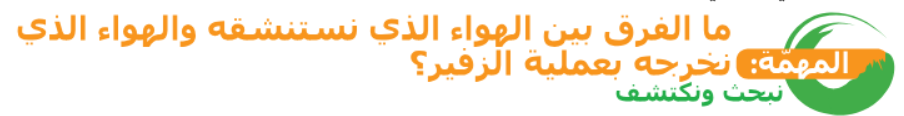 ما الفرق بين الهواء الذي نستنشقه والهواء الذي
المهمّة: نخرجه بعملية الزفير؟
نبحث ونكتشف